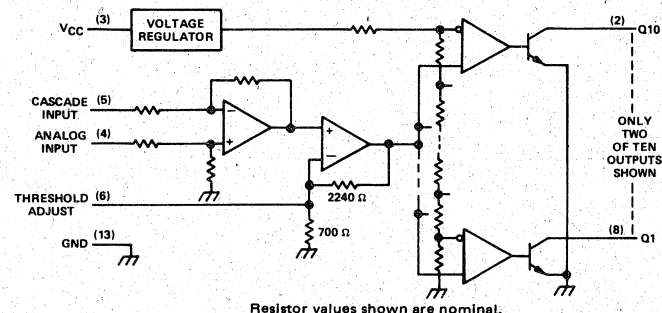 VCC (3)
VOLTAGE
REGULATOR
(2) Q10
CASCADE
INPUT (5)
ANALOG
INPUT (4)
− +
+ −
ONLY
TWO
OF TEN
OUTPUTS
SHOWN
THRESHOLD
ADJUST (6)
2240 Ω
700 Ω
GND (13)
(8) Q1
Resistor values shown are nominal.